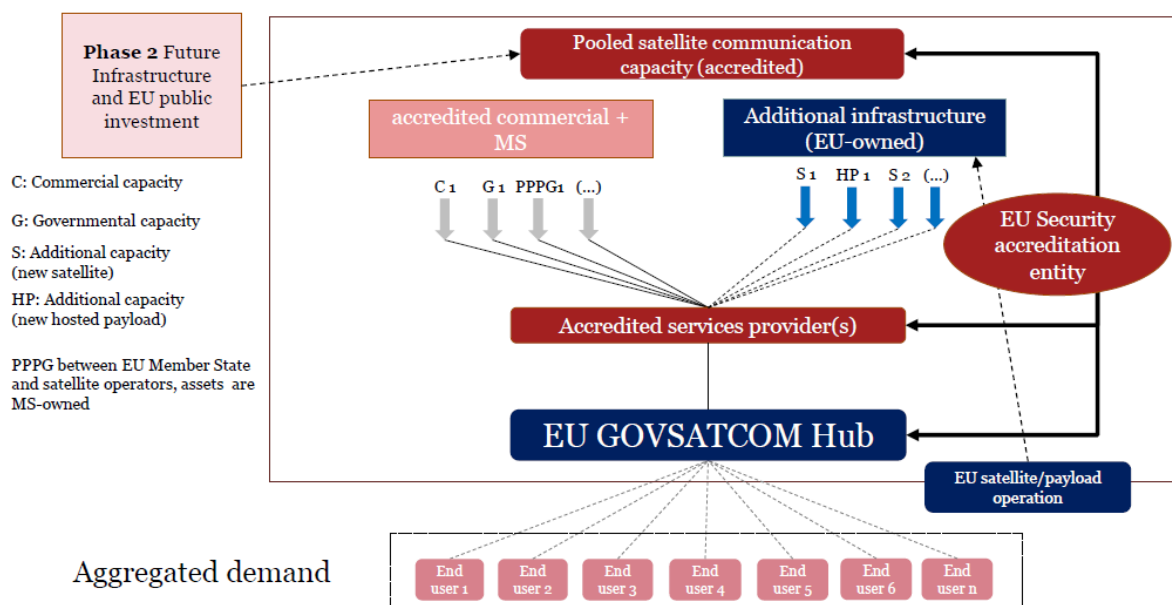 Phase 2 Future
Infrastructure
and EU public
investment
Pooled satellite communication
capacity (accredited)
accredited commercial +
MS
Additional infrastructure
(EU-owned)
C: Commercial capacity
G: Governmental capacity
S: Additional capacity
(new satellite)
HP: Additional capacity
(new hosted payload)
PPPG between EU Member State
and satellite operators, assets are
MS-owned
C 1 G 1 PPPG1 (...)
S 1 HP 1 S 2 (...)
EU Security
accreditation
entity
Accredited services provider(s)
EU GOVSATCOM Hub
EU satellite/payload
operation
Aggregated demand
End
user 1
End
user 2
End
user 3
End
user 4
End
user 5
End
user 6
End
user n